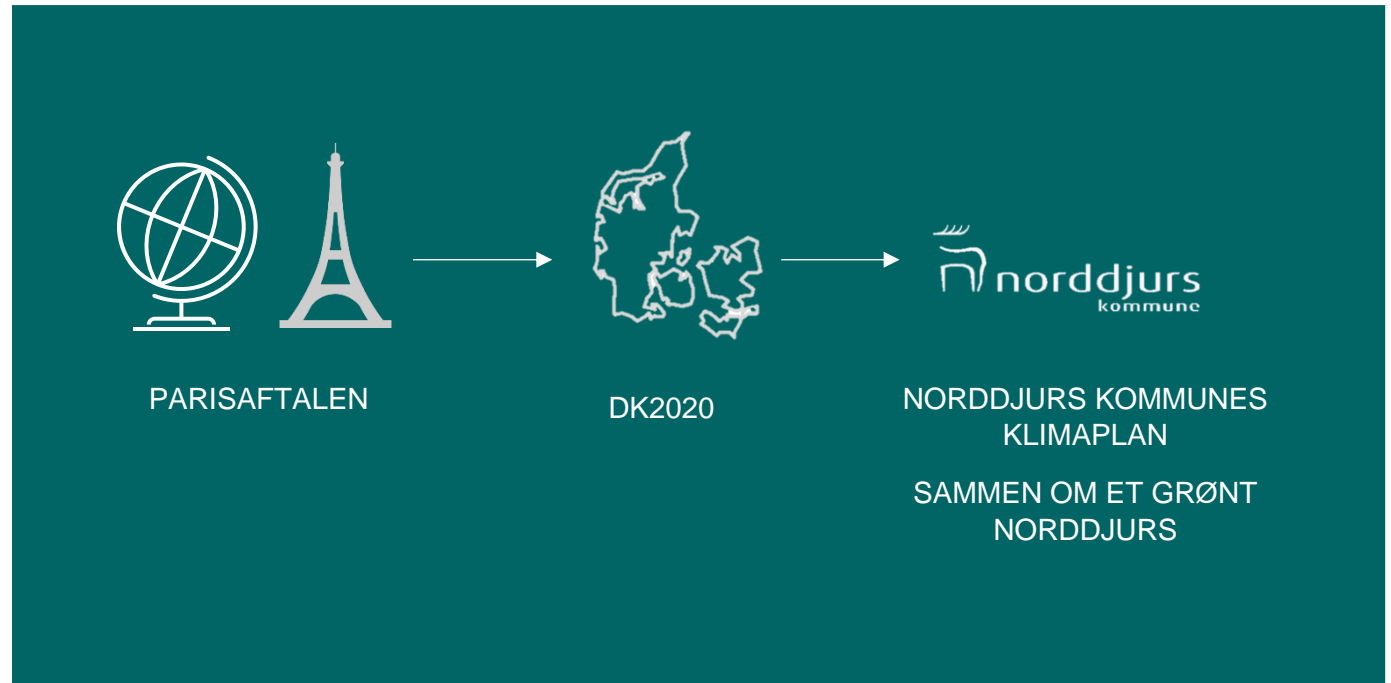 norddjurs
kommune
PARISAFTALEN
DK2020
NORDDJURS KOMMUNES
KLIMAPLAN
SAMMEN OM ET GRØNT
NORDDJURS